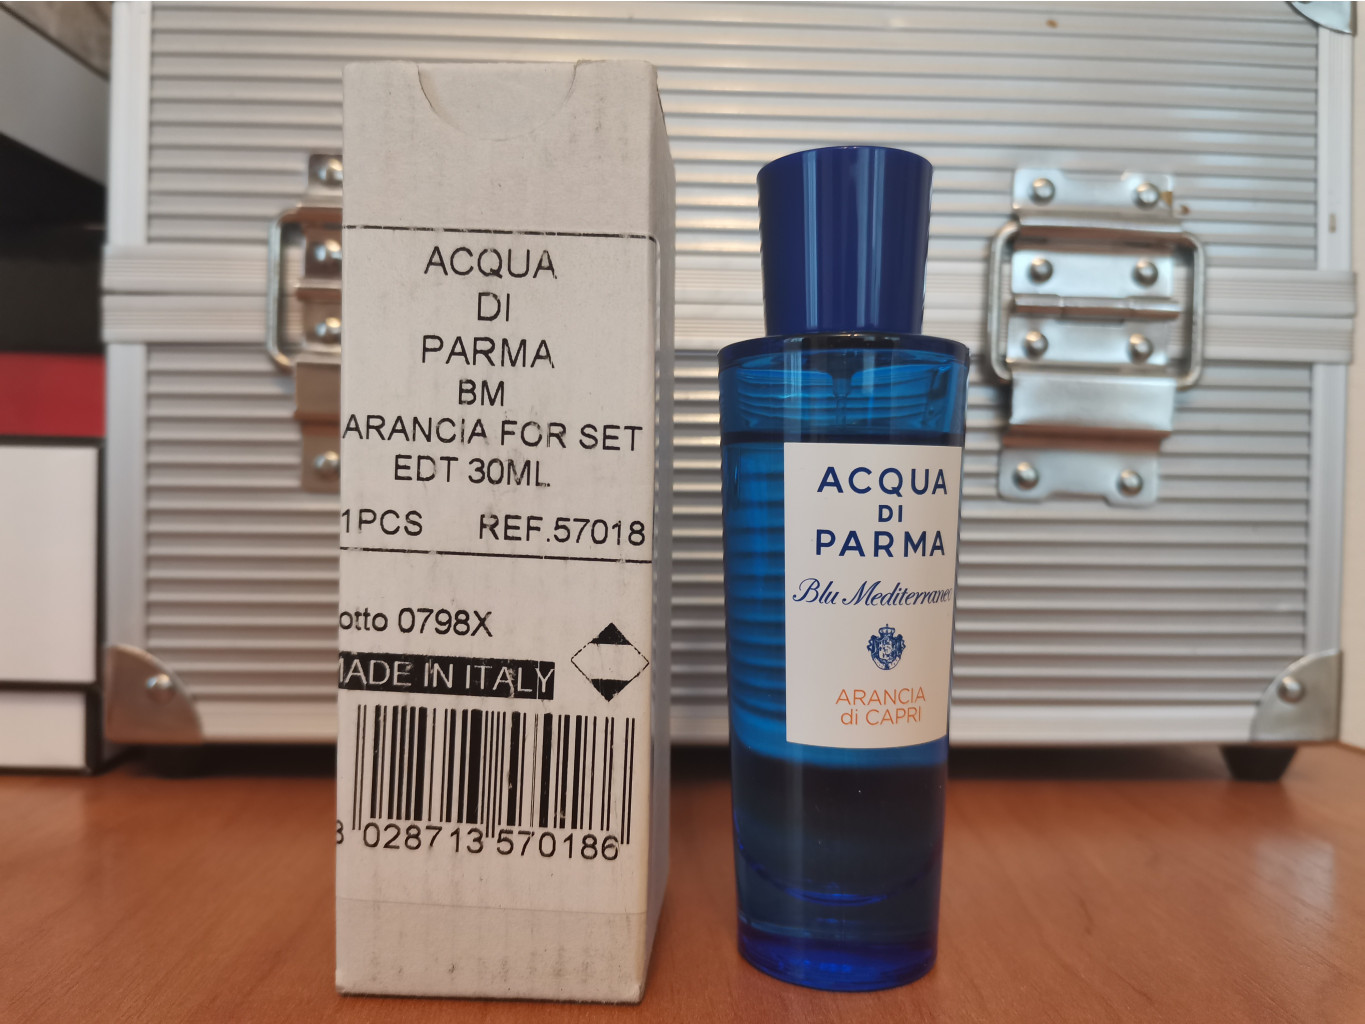 ACQUA
DI
PARMA
BM
ARANCIA FOR SET
EDT 30ML
1PCS REF.57018
otto 0798X
MADE IN ITALY
8 028713 570186
ACQUA
DI
PARMA
Blu Mediterraneo
ARANCIA
di CAPRI